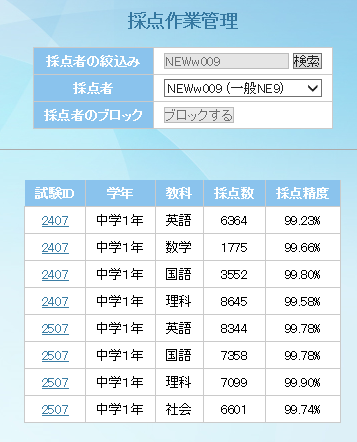 採点作業管理
採点者の絞込み NEWw009 検索
採点者 NEWw009 (一般NE9)
採点者のブロック ブロックする
試験ID 学年 教科 採点数 採点精度
2407 中学1年 英語 6364 99.23%
2407 中学1年 数学 1775 99.66%
2407 中学1年 国語 3552 99.80%
2407 中学1年 理科 8645 99.58%
2507 中学1年 英語 8344 99.78%
2507 中学1年 国語 7358 99.78%
2507 中学1年 理科 7099 99.90%
2507 中学1年 社会 6601 99.74%